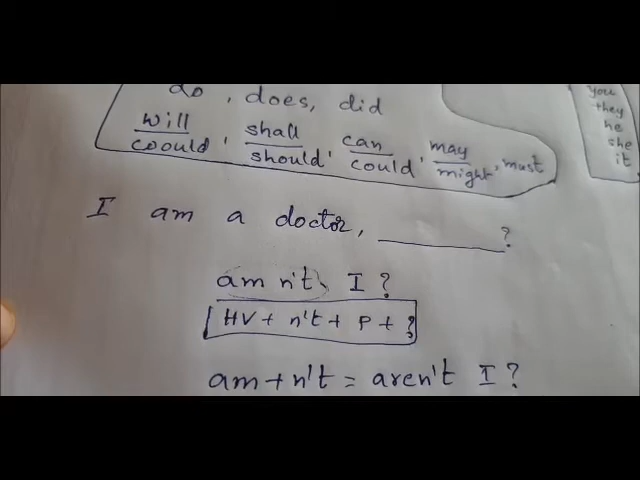 do, does, did
will shall can may
coould, should, could, might, must
you
they
he
she
it
I am a doctor, ________?
am n't I ?
HV + n't + P + ?
am + n't = aren't I ?